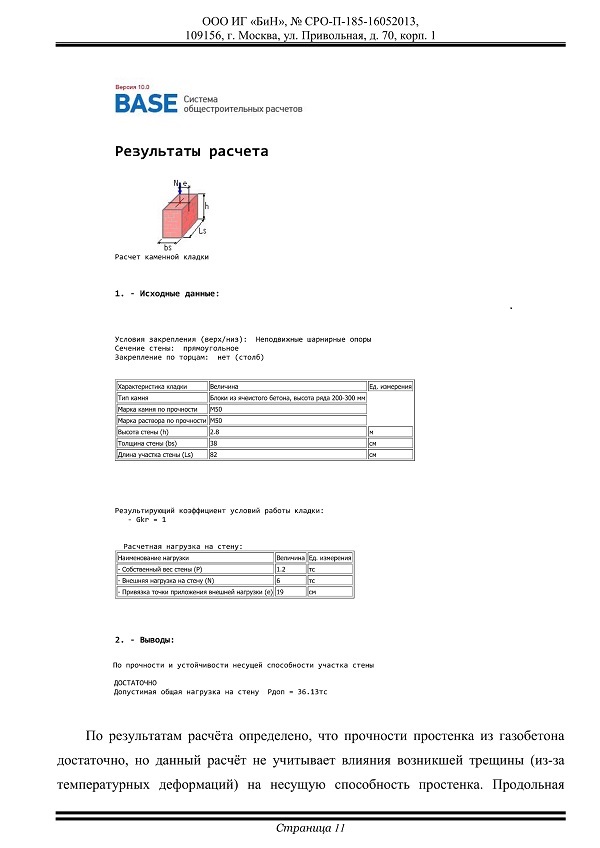 ООО ИГ «БиН», № СРО-П-185-16052013,
109156, г. Москва, ул. Привольная, д. 70, корп. 1
Версия 10.0
BASE Система
общестроительных расчетов
Результаты расчета
N e
h
Ls
bs
Расчет каменной кладки
1. - Исходные данные:
Условия закрепления (верх/низ): Неподвижные шарнирные опоры
Сечение стены: прямоугольное
Закрепление по торцам: нет (столб)
Характеристика кладки Величина Ед. измерения
Тип камня Блоки из ячеистого бетона, высота ряда 200-300 мм
Марка камня по прочности М50
Марка раствора по прочности М50
Высота стены (h) 2.8 м
Толщина стены (bs) 38 см
Длина участка стены (Ls) 82 см
Результирующий коэффициент условий работы кладки:
- Gkr = 1
Расчетная нагрузка на стену:
Наименование нагрузки Величина Ед. измерения
- Собственный вес стены (P) 1.2 тс
- Внешняя нагрузка на стену (N) 6 тс
- Привязка точки приложения внешней нагрузки (e) 19 см
2. - Выводы:
По прочности и устойчивости несущей способности участка стены
ДОСТАТОЧНО
Допустимая общая нагрузка на стену Рдоп = 36.13тс
По результатам расчёта определено, что прочности простенка из газобетона
достаточно, но данный расчёт не учитывает влияния возникшей трещины (из-за
температурных деформаций) на несущую способность простенка. Продольная
Страница 11